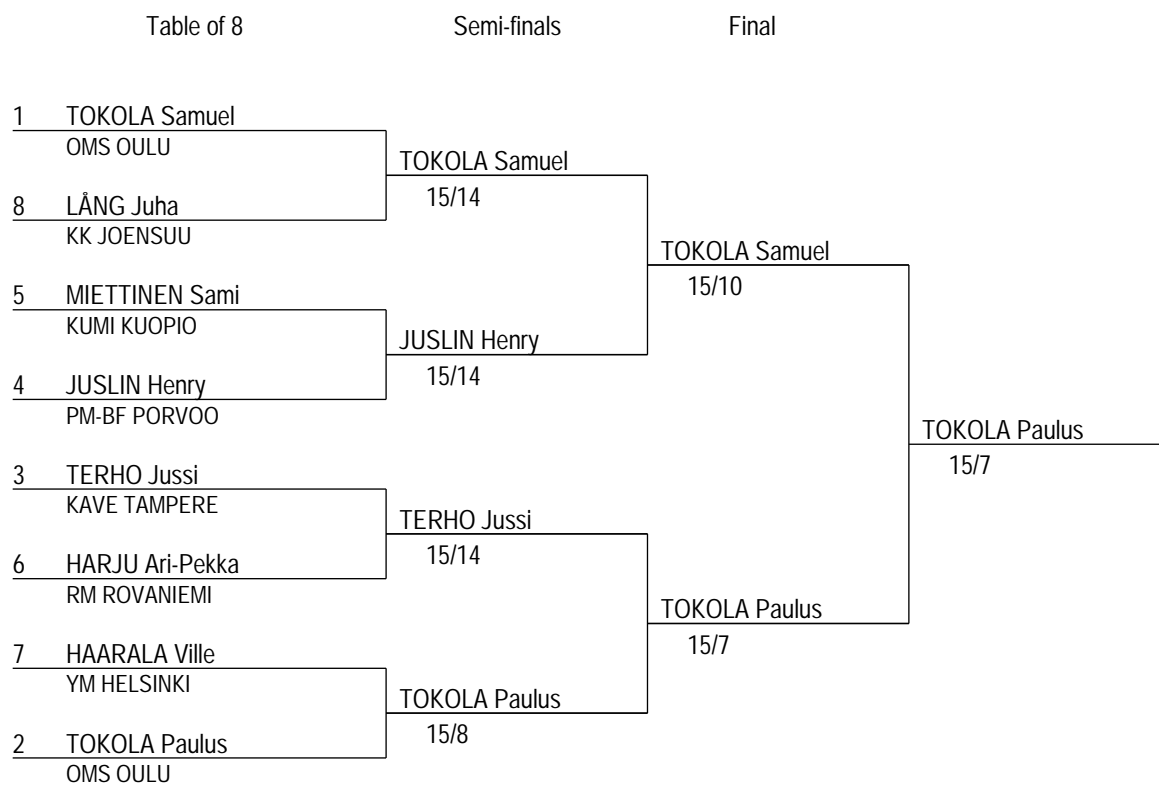 Table of 8 Semi-finals Final
1 TOKOLA Samuel
OMS OULU
TOKOLA Samuel
15/14
8 LÅNG Juha
KK JOENSUU
TOKOLA Samuel
15/10
5 MIETTINEN Sami
KUMI KUOPIO
JUSLIN Henry
15/14
4 JUSLIN Henry
PM-BF PORVOO
TOKOLA Paulus
15/7
3 TERHO Jussi
KAVE TAMPERE
TERHO Jussi
15/14
6 HARJU Ari-Pekka
RM ROVANIEMI
TOKOLA Paulus
15/7
7 HAARALA Ville
YM HELSINKI
TOKOLA Paulus
15/8
2 TOKOLA Paulus
OMS OULU